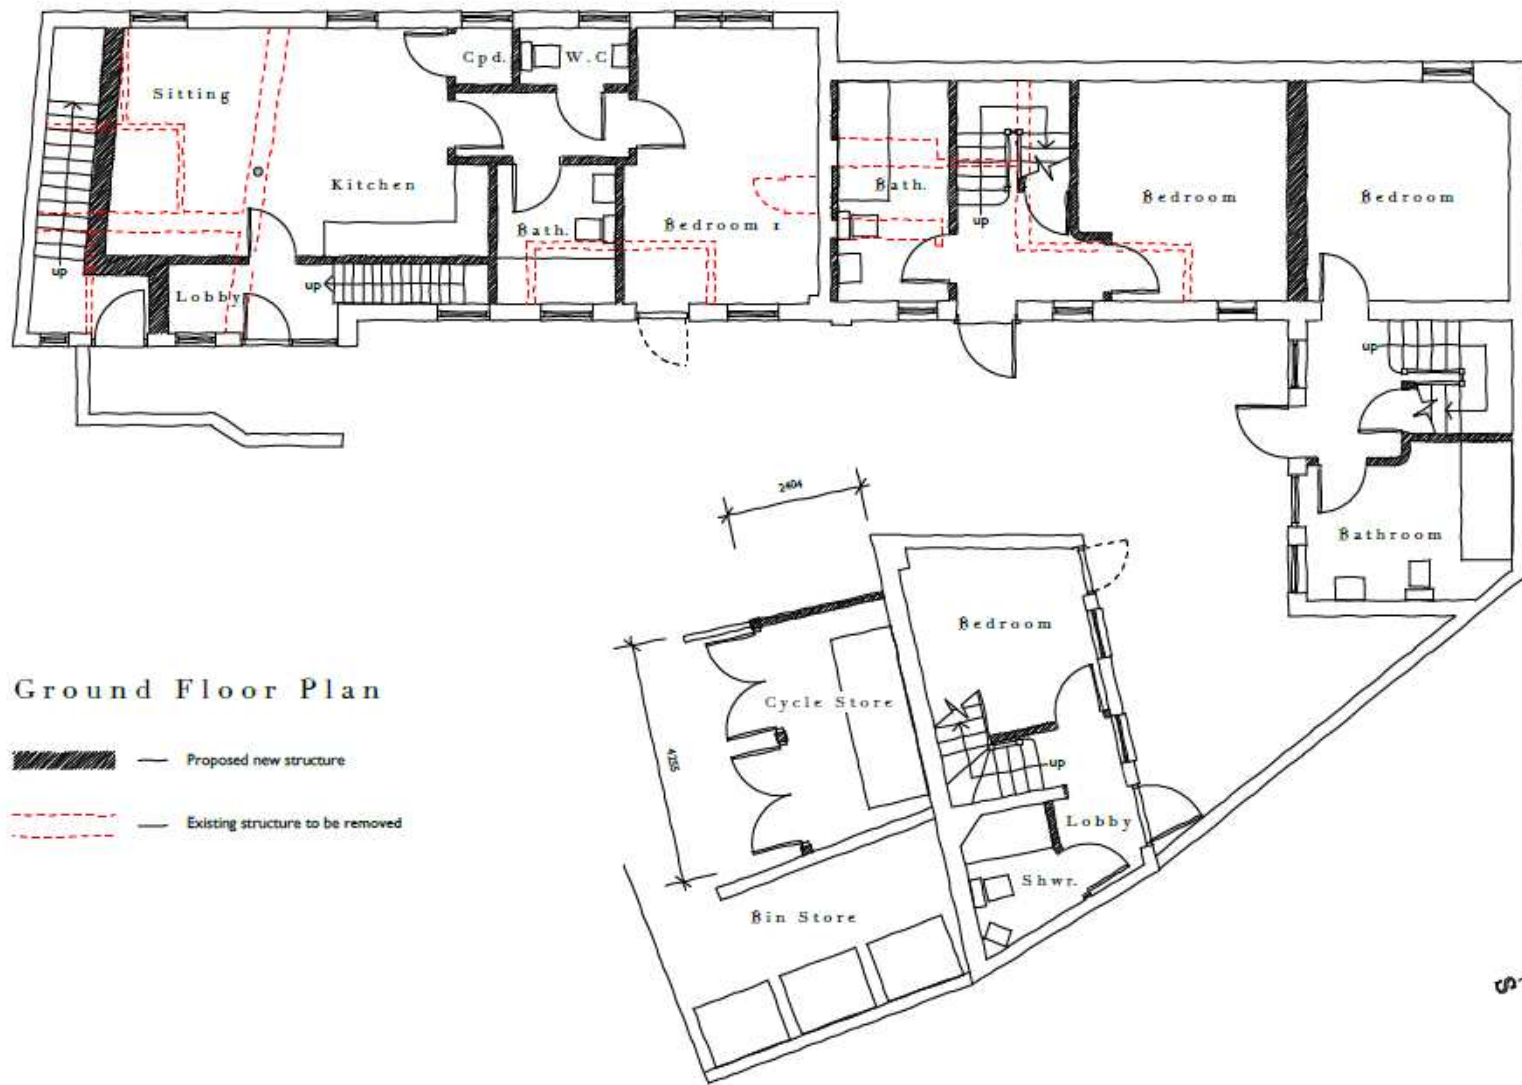 Cpd.
W.C
Sitting
Kitchen
Bath.
Bedroom 1
Bath.
Bedroom
Bedroom
up
up
up
Lobby
up
up
2404
Bathroom
Bedroom
Cycle Store
4255
up
Lobby
Shwr.
Bin Store
Ground Floor Plan
Proposed new structure
Existing structure to be removed
S